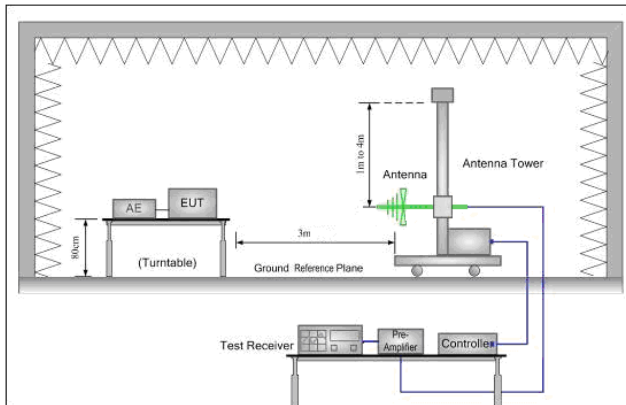 1m to 4m
Antenna
Antenna Tower
AE
EUT
80cm
(Turntable)
3m
Ground Reference Plane
Test Receiver
Pre-
Amplifier
Controller